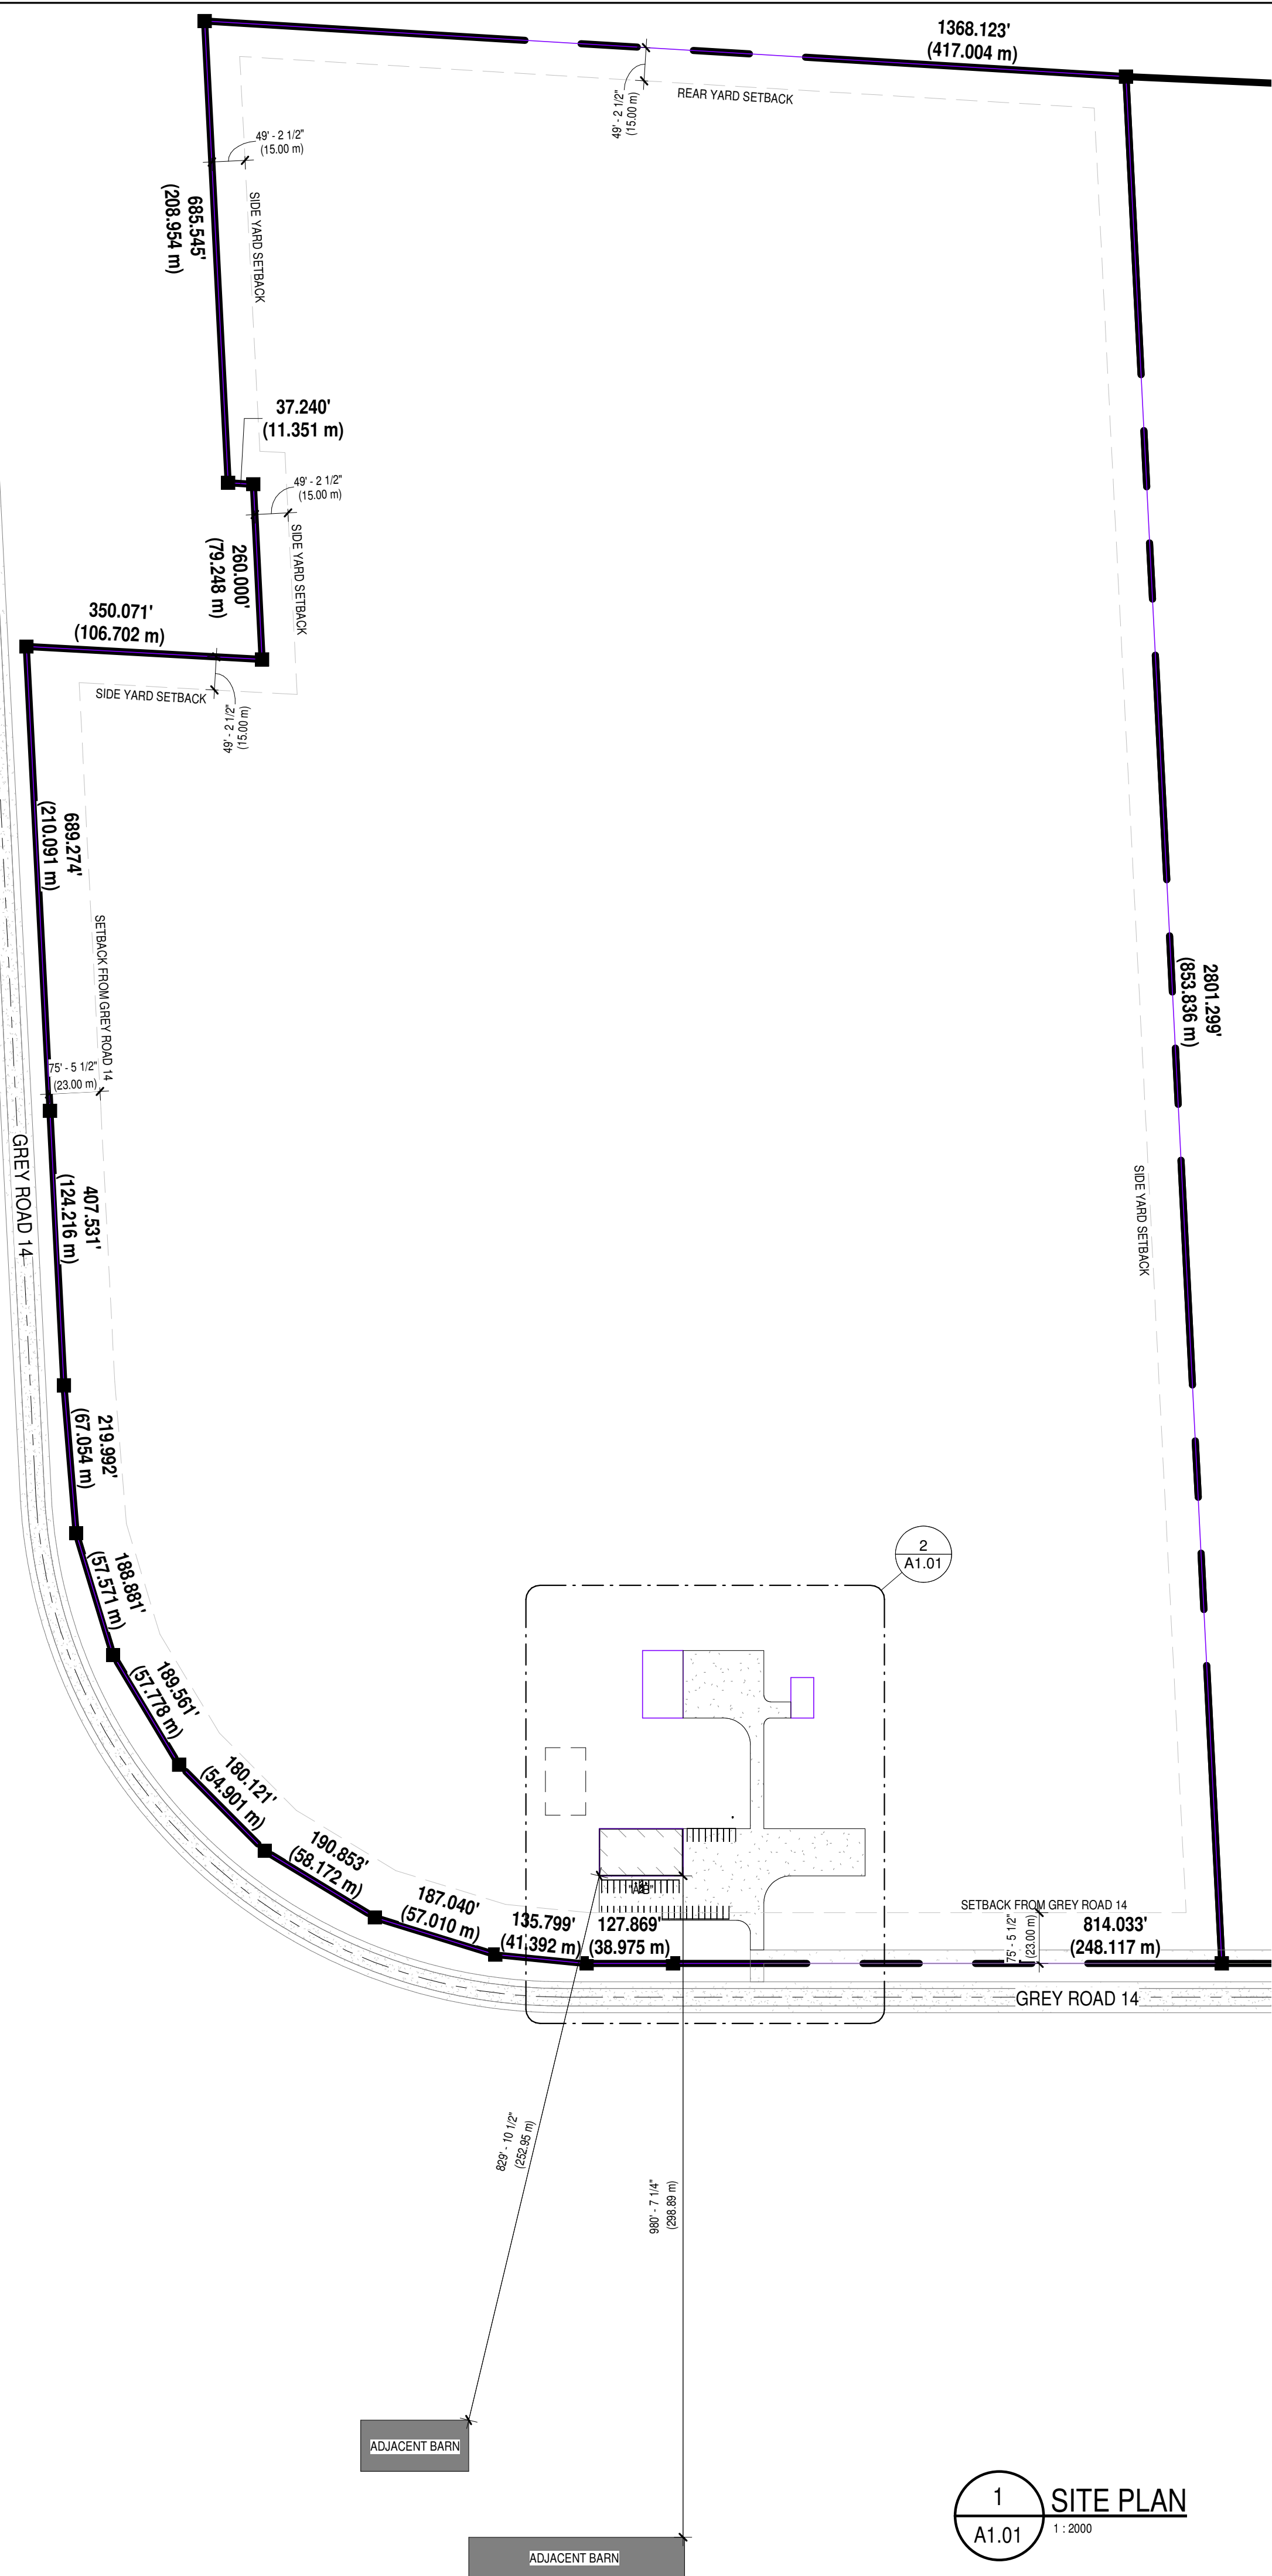 1368.123'
(417.004 m)
49' - 2 1/2"
(15.00 m)
REAR YARD SETBACK
49' - 2 1/2"
(15.00 m)
685.545'
(208.954 m)
SIDE YARD SETBACK
37.240'
(11.351 m)
49' - 2 1/2"
(15.00 m)
260.000'
(79.248 m)
SIDE YARD SETBACK
350.071'
(106.702 m)
SIDE YARD SETBACK
49' - 2 1/2"
(15.00 m)
689.274'
(210.091 m)
SETBACK FROM GREY ROAD 14
2801.299'
(853.836 m)
75' - 5 1/2"
(23.00 m)
GREY ROAD 14
407.531'
(124.216 m)
SIDE YARD SETBACK
219.992'
(67.054 m)
188.881'
(57.571 m)
2
A1.01
189.561'
(57.778 m)
180.121'
(54.901 m)
190.853'
(58.172 m)
187.040'
(57.010 m)
135.799'
(41.392 m)
127.869'
(38.975 m)
SETBACK FROM GREY ROAD 14
75' - 5 1/2"
(23.00 m)
814.033'
(248.117 m)
GREY ROAD 14
829' - 10 1/2"
(252.95 m)
980' - 7 1/4"
(298.89 m)
ADJACENT BARN
ADJACENT BARN
1
A1.01
SITE PLAN
1 : 2000